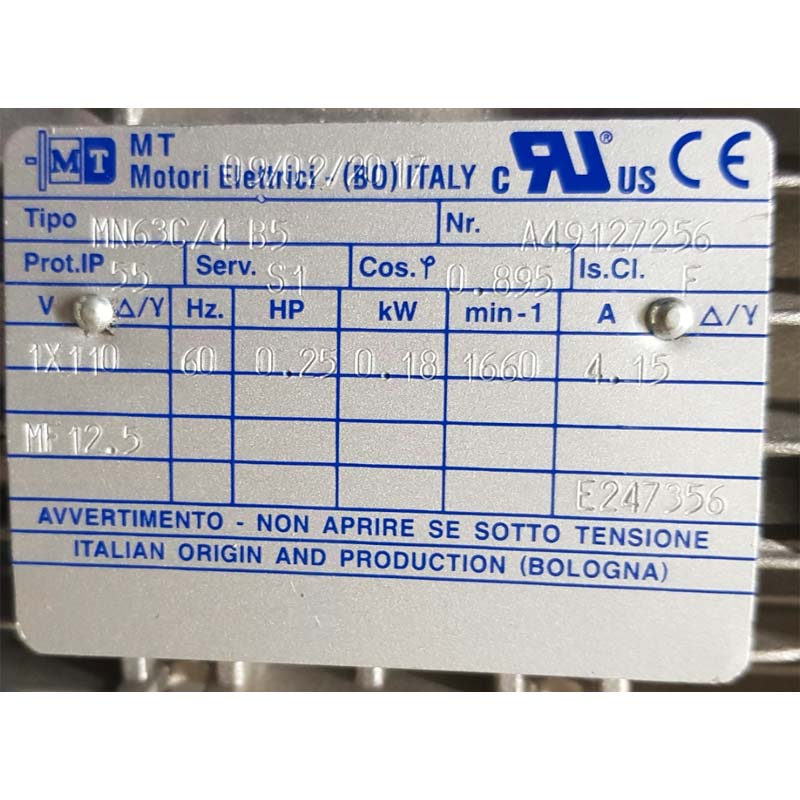 MT
MT
09/02/2017
Motori Elettrici - (BO) ITALY
c RU® US CE
Tipo MN63C/4 B5 Nr. A49127256
Prot.IP 55 Serv. S1 Cos.φ 0.895 Is.Cl. F
V Δ/Y Hz. HP kW min-1 A Δ/Y
1X110 60 0.25 0.18 1660 4.15
MF12.5
E247356
AVVERTIMENTO - NON APRIRE SE SOTTO TENSIONE
ITALIAN ORIGIN AND PRODUCTION (BOLOGNA)